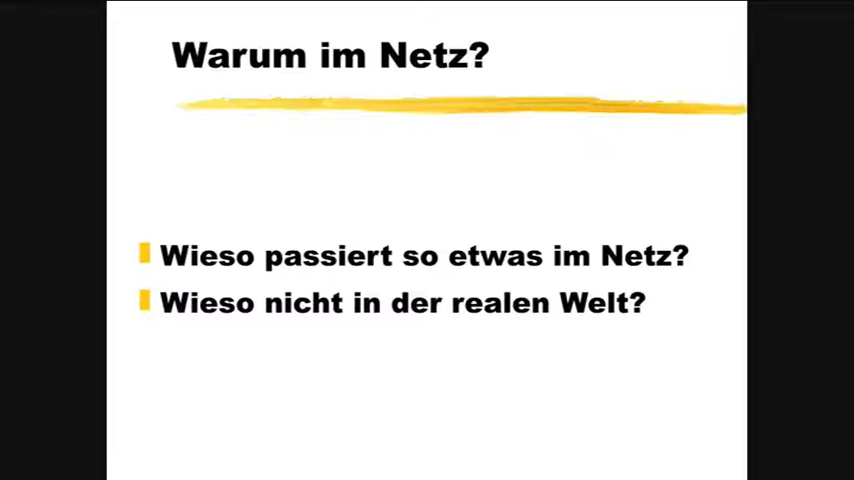 Warum im Netz?
Wieso passiert so etwas im Netz?
Wieso nicht in der realen Welt?